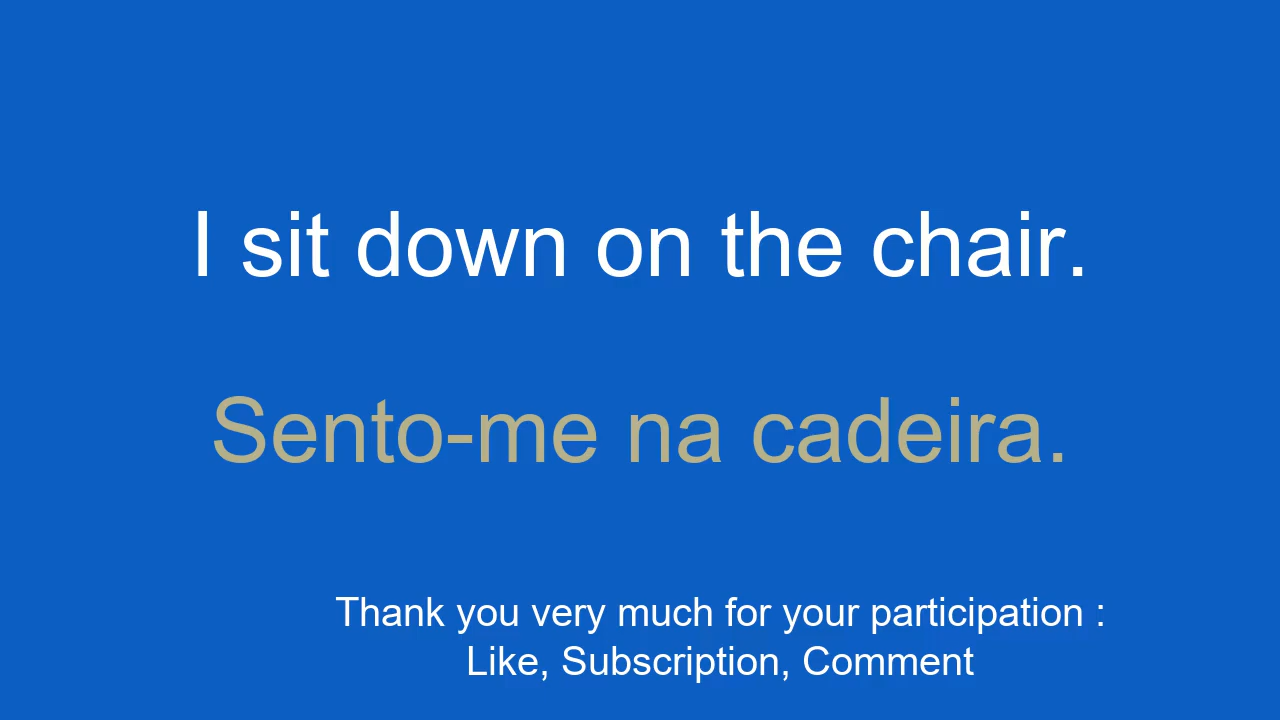 I sit down on the chair.
Sento-me na cadeira.
Thank you very much for your participation :
Like, Subscription, Comment